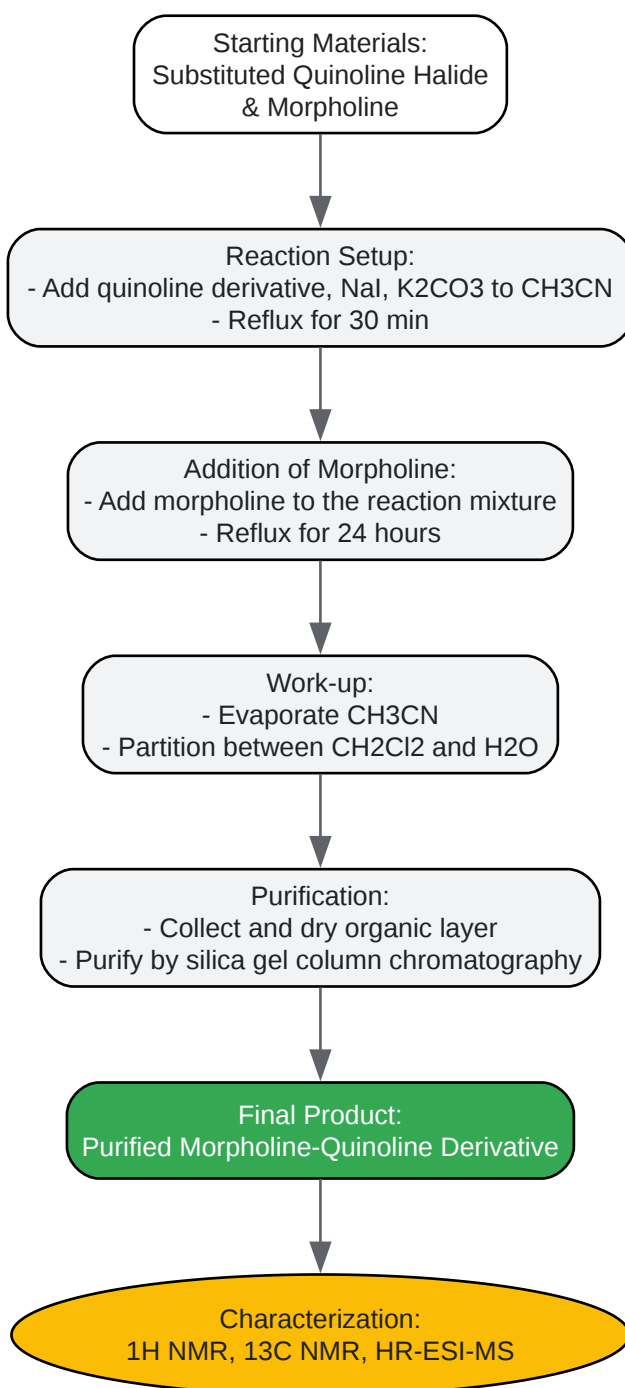 Starting Materials:
Substituted Quinoline Halide
& Morpholine
Reaction Setup:
- Add quinoline derivative, NaI, K2CO3 to CH3CN
- Reflux for 30 min
Addition of Morpholine:
- Add morpholine to the reaction mixture
- Reflux for 24 hours
Work-up:
- Evaporate CH3CN
- Partition between CH2Cl2 and H2O
Purification:
- Collect and dry organic layer
- Purify by silica gel column chromatography
Final Product:
Purified Morpholine-Quinoline Derivative
Characterization:
1H NMR, 13C NMR, HR-ESI-MS